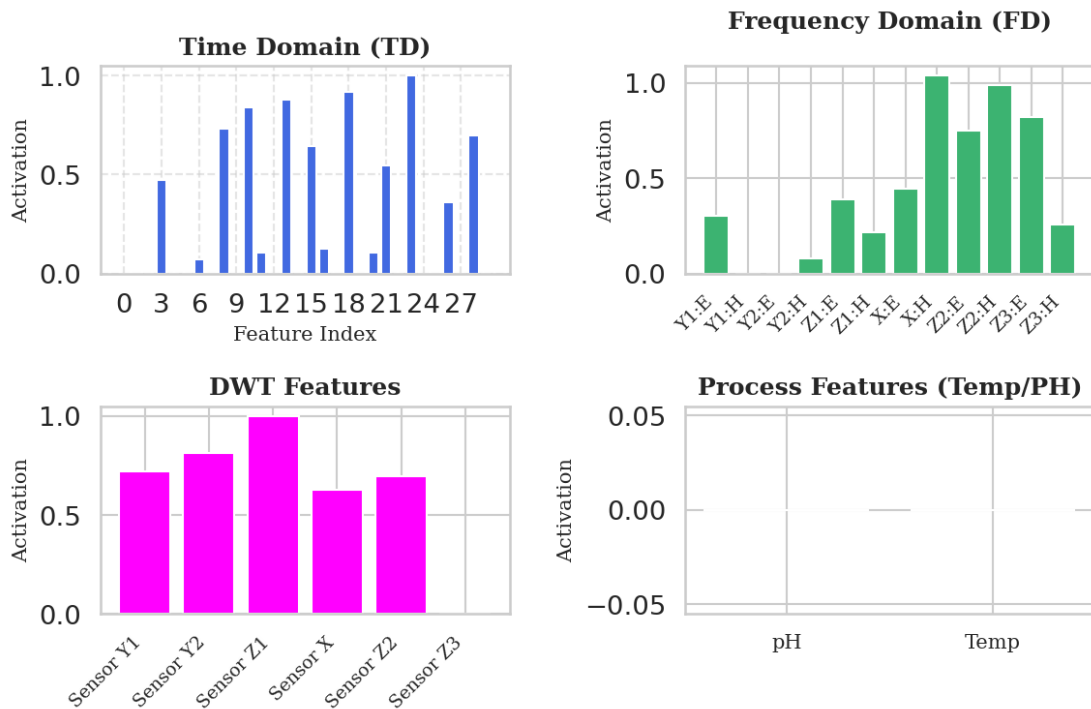 Time Domain (TD)
Activation
1.0
0.5
0.0
0 3 6 9 12 15 18 21 24 27
Feature Index
Frequency Domain (FD)
Activation
1.0
0.5
0.0
Y1:E Y1:H Y2:E Y2:H Z1:E Z1:H X:E X:H Z2:E Z2:H Z3:E Z3:H
DWT Features
Activation
1.0
0.5
0.0
Sensor Y1 Sensor Y2 Sensor Z1 Sensor X Sensor Z2 Sensor Z3
Process Features (Temp/PH)
Activation
0.05
0.00
−0.05
pH Temp